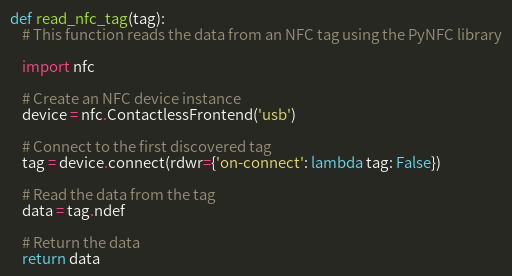 def read_nfc_tag(tag):
    # This function reads the data from an NFC tag using the PyNFC library

    import nfc

    # Create an NFC device instance
    device = nfc.ContactlessFrontend('usb')

    # Connect to the first discovered tag
    tag = device.connect(rdwr={'on-connect': lambda tag: False})

    # Read the data from the tag
    data = tag.ndef

    # Return the data
    return data